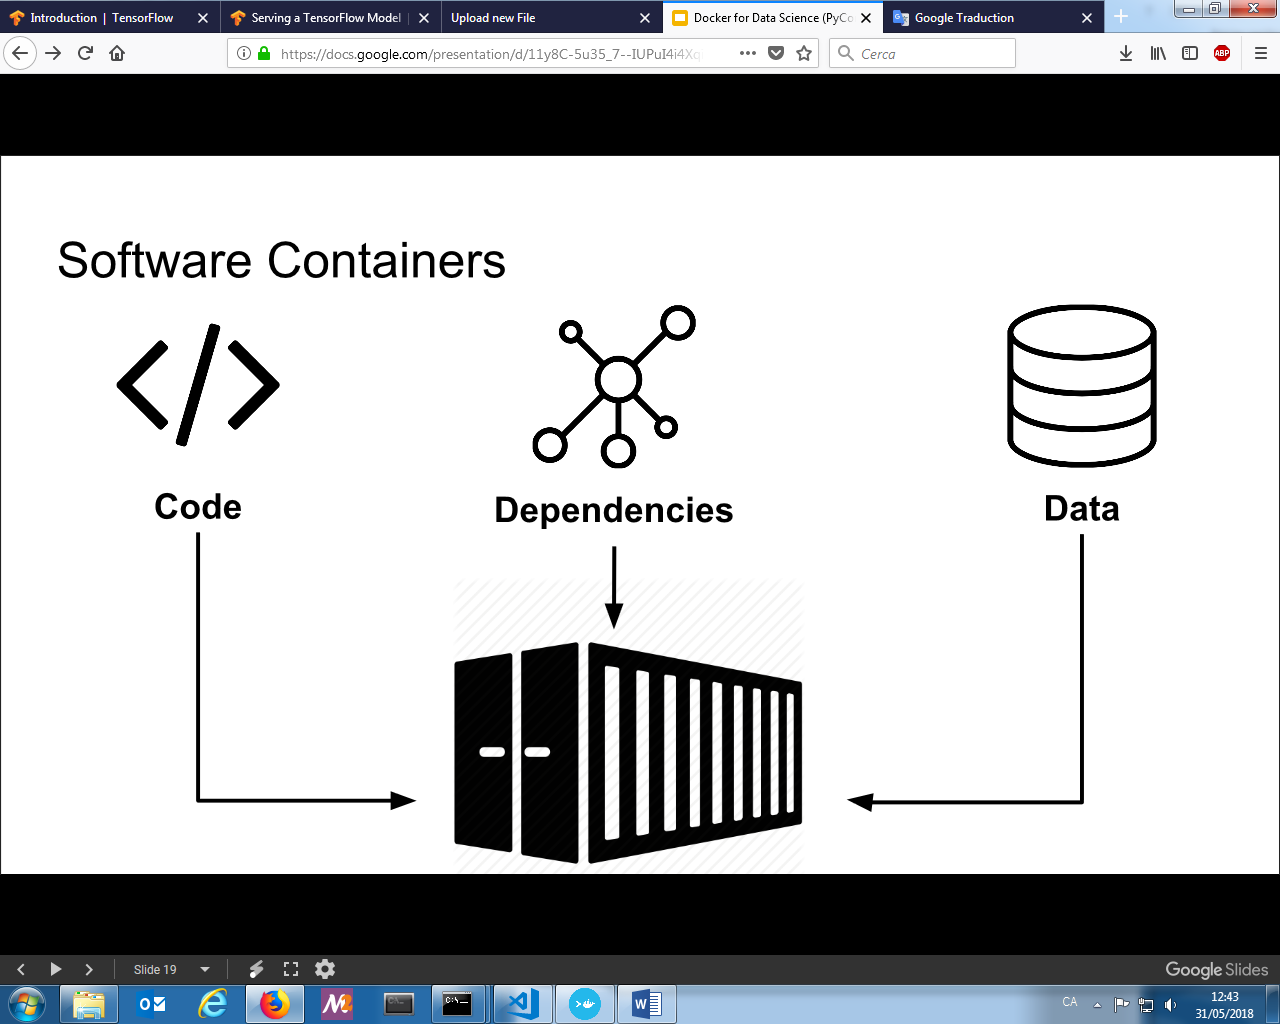 Introduction | TensorFlow
Serving a TensorFlow Model
Upload new File
Docker for Data Science (PyCo
Google Traduction
https://docs.google.com/presentation/d/11y8C-5u35_7--IUPuI4i4Xq
Cerca
ABP
Software Containers
Code
Dependencies
Data
Slide 19
Google Slides
CA
12:43
31/05/2018